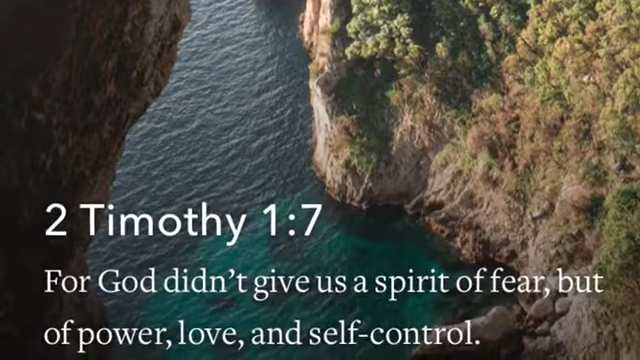 2 Timothy 1:7
For God didn’t give us a spirit of fear, but
of power, love, and self-control.